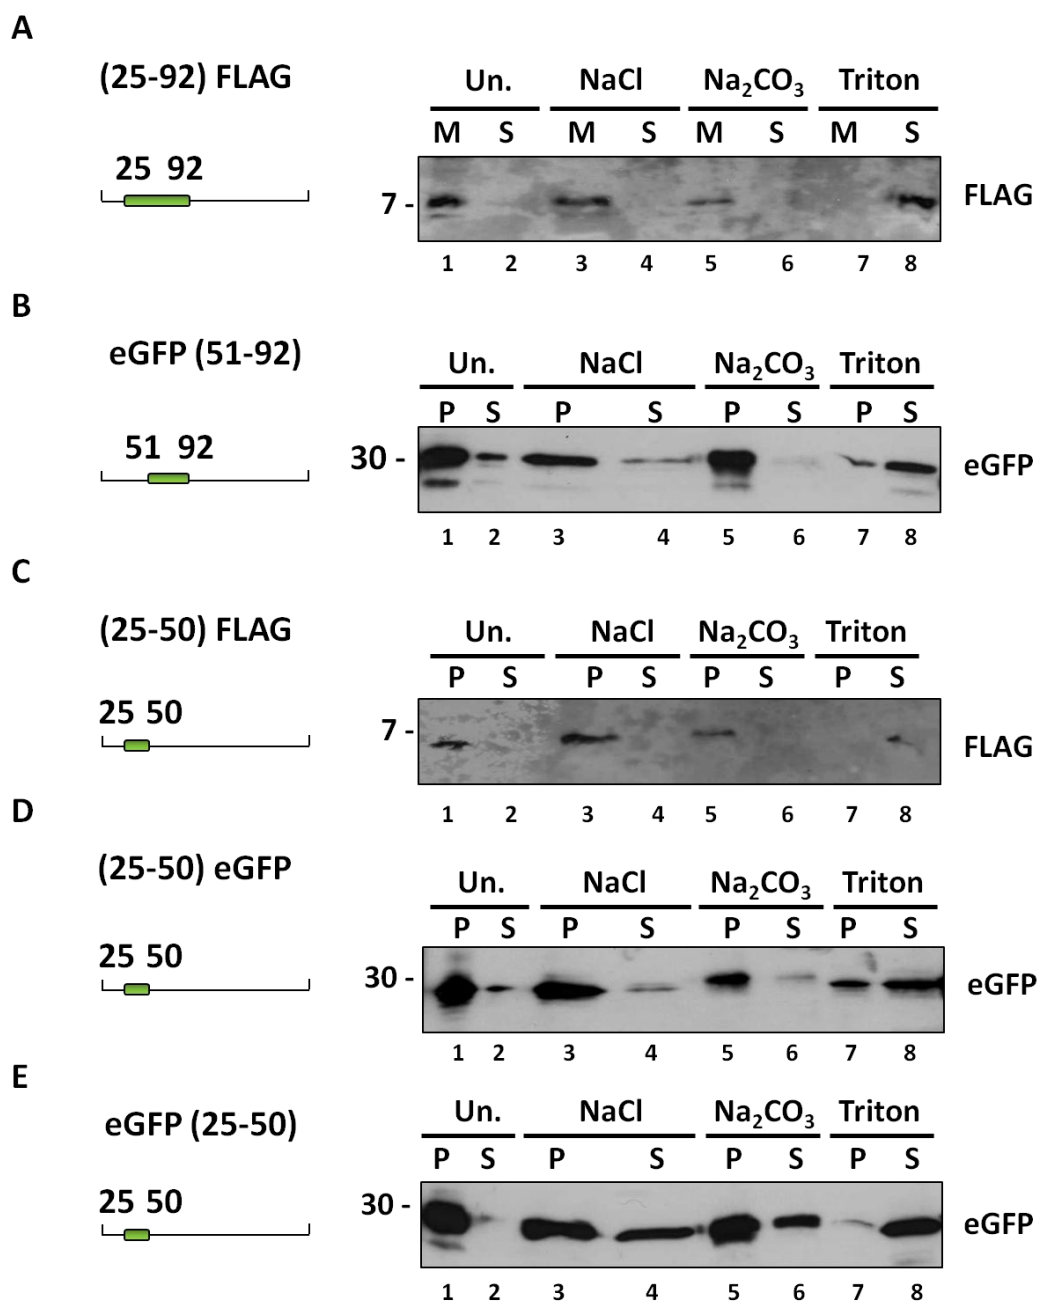 A
(25-92) FLAG
Un. NaCl Na₂CO₃ Triton
M S M S M S M S
25 92
7 - FLAG
1 2 3 4 5 6 7 8
B
eGFP (51-92)
Un. NaCl Na₂CO₃ Triton
P S P S P S P S
51 92
30 - eGFP
1 2 3 4 5 6 7 8
C
(25-50) FLAG
Un. NaCl Na₂CO₃ Triton
P S P S P S P S
25 50
7 - FLAG
1 2 3 4 5 6 7 8
D
(25-50) eGFP
Un. NaCl Na₂CO₃ Triton
P S P S P S P S
25 50
30 - eGFP
1 2 3 4 5 6 7 8
E
eGFP (25-50)
Un. NaCl Na₂CO₃ Triton
P S P S P S P S
25 50
30 - eGFP
1 2 3 4 5 6 7 8